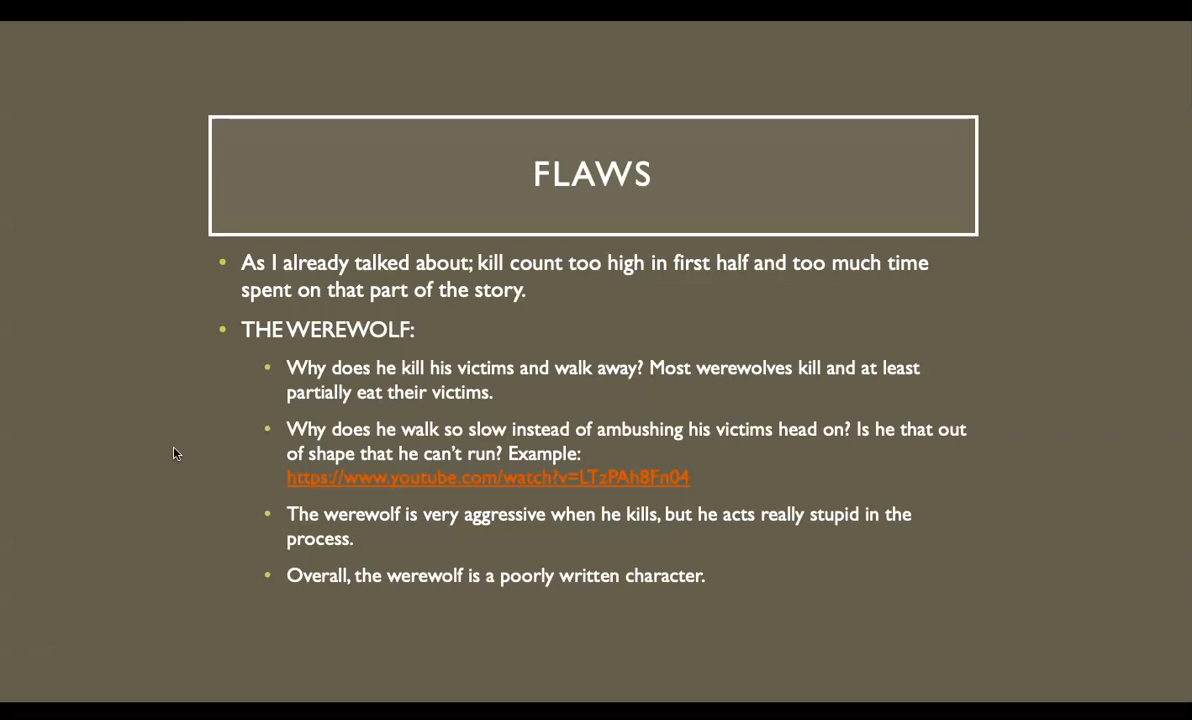 FLAWS
• As I already talked about; kill count too high in first half and too much time
spent on that part of the story.
• THE WEREWOLF:
• Why does he kill his victims and walk away? Most werewolves kill and at least
partially eat their victims.
• Why does he walk so slow instead of ambushing his victims head on? Is he that out
of shape that he can't run? Example:
https://www.youtube.com/watch?v=LTzPAh8Fn04
• The werewolf is very aggressive when he kills, but he acts really stupid in the
process.
• Overall, the werewolf is a poorly written character.